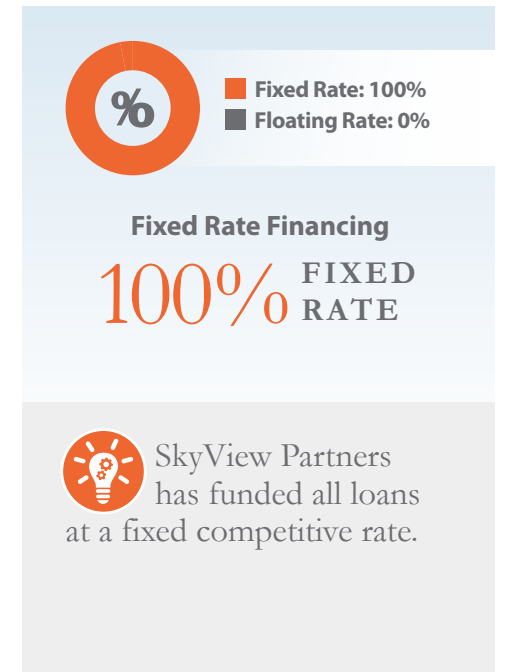 %
Fixed Rate: 100%
Floating Rate: 0%
Fixed Rate Financing
100% FIXED
RATE
SkyView Partners
has funded all loans
at a fixed competitive rate.